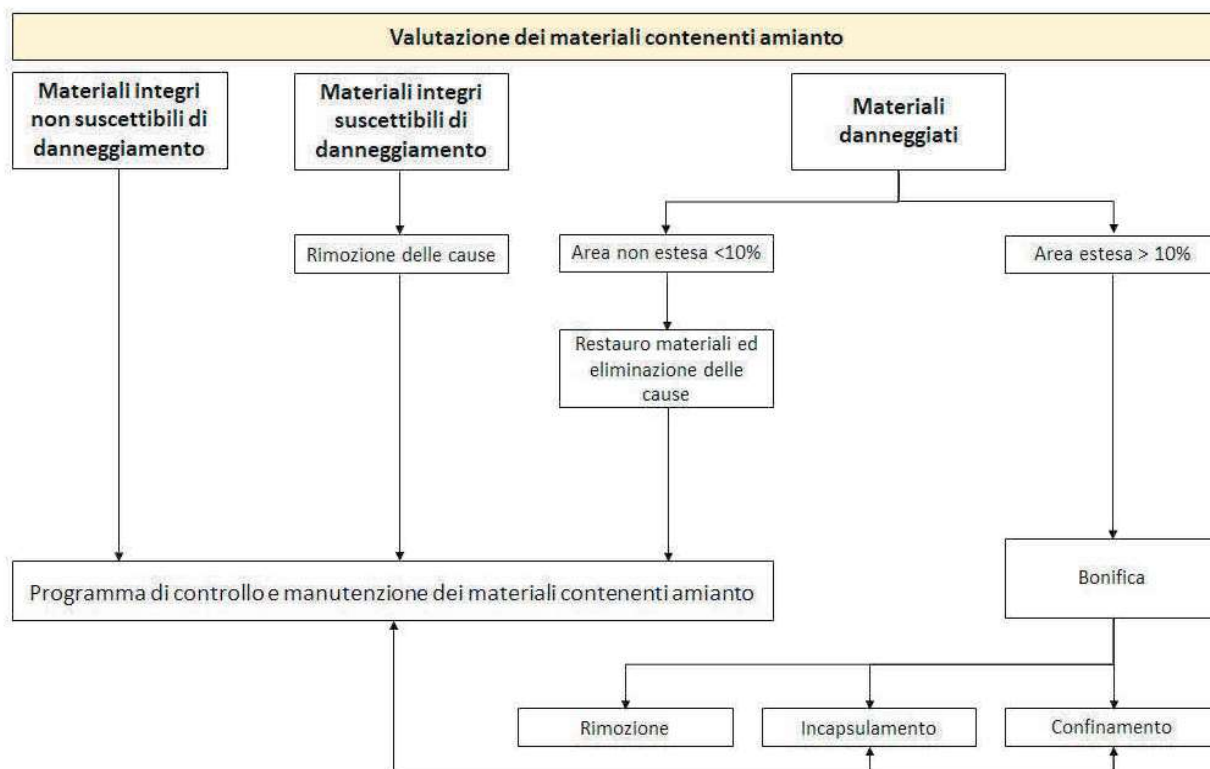 Valutazione dei materiali contenenti amianto
Materiali integri
non suscettibili di
danneggiamento
Materiali integri
suscettibili di
danneggiamento
Materiali
danneggiati
Rimozione delle cause
Area non estesa <10%
Area estesa > 10%
Restauro materiali ed
eliminazione delle
cause
Programma di controllo e manutenzione dei materiali contenenti amianto
Bonifica
Rimozione
Incapsulamento
Confinamento